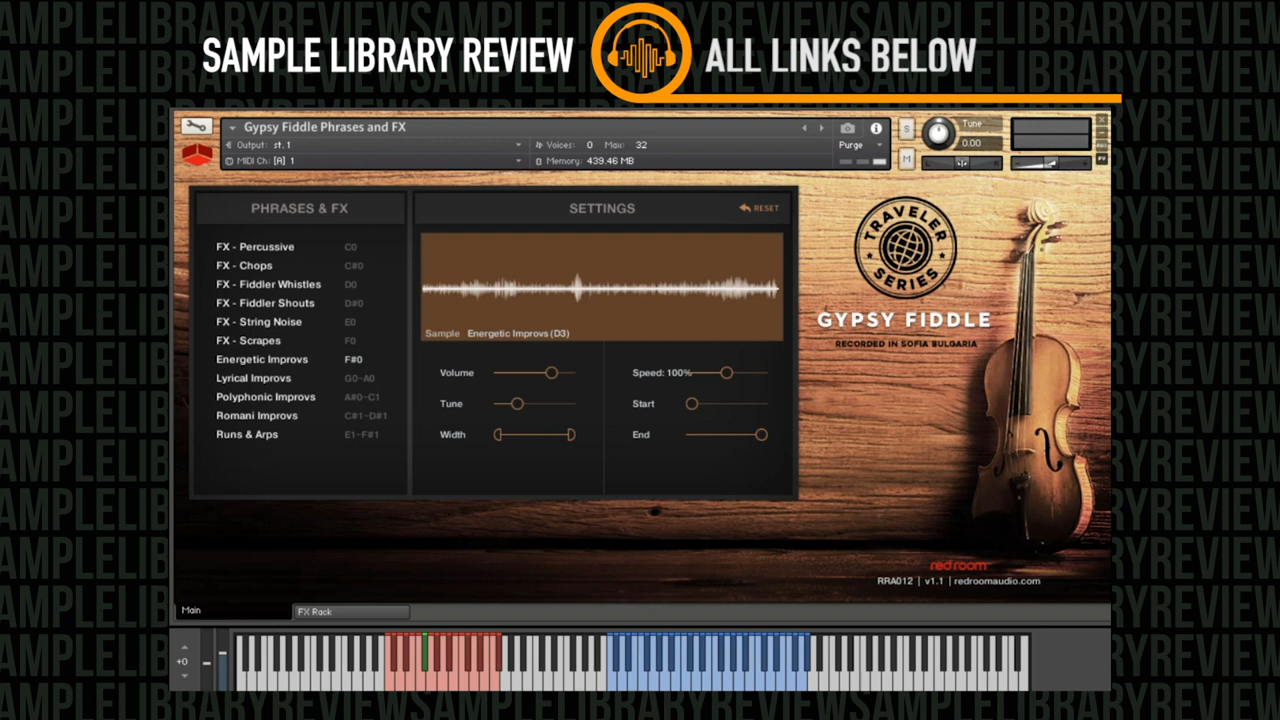 SAMPLE LIBRARY REVIEW ALL LINKS BELOW
Gypsy Fiddle Phrases and FX
Output: st. 1
Voices: 0 Max: 32
Purge
MIDI Ch: [A] 1
Memory: 439.46 MB
S
M
Tune
0.00
PHRASES & FX
FX - Percussive C0
FX - Chops C#0
FX - Fiddler Whistles D0
FX - Fiddler Shouts D#0
FX - String Noise E0
FX - Scrapes F0
Energetic Improvs F#0
Lyrical Improvs G0-A0
Polyphonic Improvs A#0-C1
Romani Improvs C#1-D#1
Runs & Arps E1-F#1
SETTINGS
RESET
Sample Energetic Improvs (D3)
Volume
Speed: 100%
Tune
Start
Width
End
TRAVELER SERIES
GYPSY FIDDLE
RECORDED IN SOFIA BULGARIA
red room
RRA012 | v1.1 | redroomaudio.com
Main
FX Rack
+0